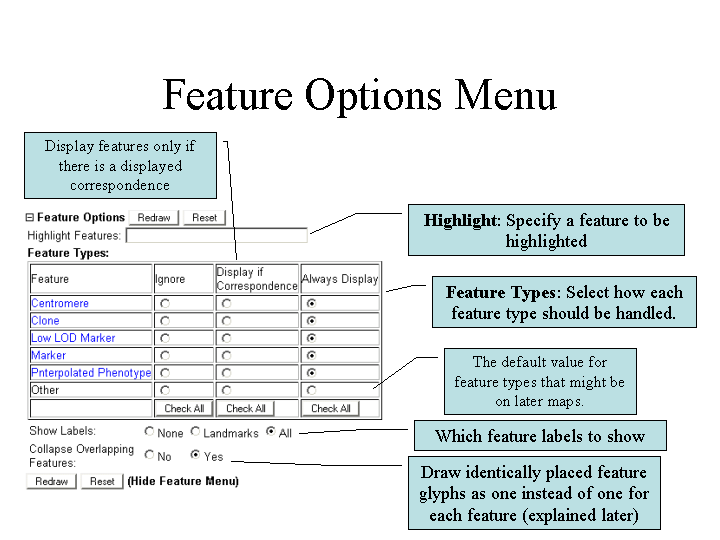 Feature Options Menu
Display features only if
there is a displayed
correspondence
Feature Options Redraw Reset
Highlight Features:
Feature Types:
Feature Ignore Display if Correspondence Always Display
Centromere
Clone
Low LOD Marker
Marker
Pnterpolated Phenotype
Other
Check All Check All Check All
Show Labels: None Landmarks All
Collapse Overlapping
Features: No Yes
Redraw Reset (Hide Feature Menu)
Highlight: Specify a feature to be
highlighted
Feature Types: Select how each
feature type should be handled.
The default value for
feature types that might be
on later maps.
Which feature labels to show
Draw identically placed feature
glyphs as one instead of one for
each feature (explained later)